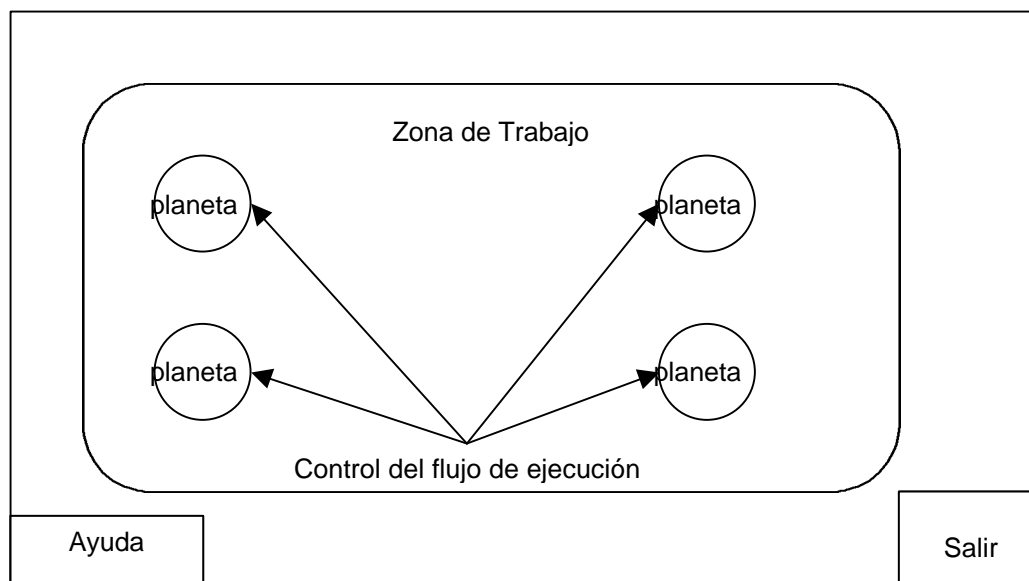 Zona de Trabajo
planeta
planeta
planeta
planeta
Control del flujo de ejecución
Ayuda
Salir